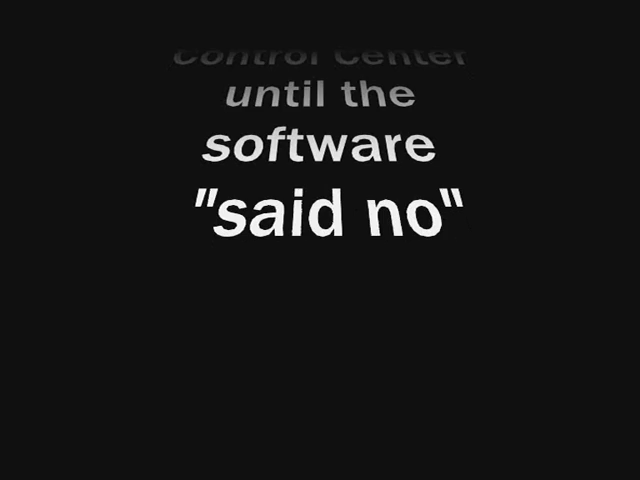 Control Center
until the
software
"said no"